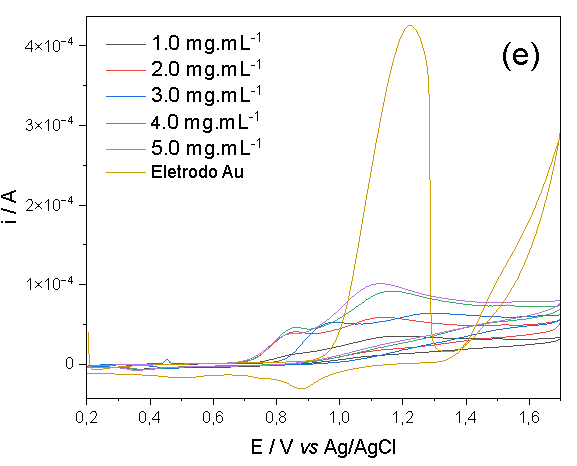 (e)
1.0 mg.mL⁻¹
2.0 mg.mL⁻¹
3.0 mg.mL⁻¹
4.0 mg.mL⁻¹
5.0 mg.mL⁻¹
Eletrodo Au
i / A
4×10⁻⁴
3×10⁻⁴
2×10⁻⁴
1×10⁻⁴
0
0,2 0,4 0,6 0,8 1,0 1,2 1,4 1,6
E / V vs Ag/AgCl